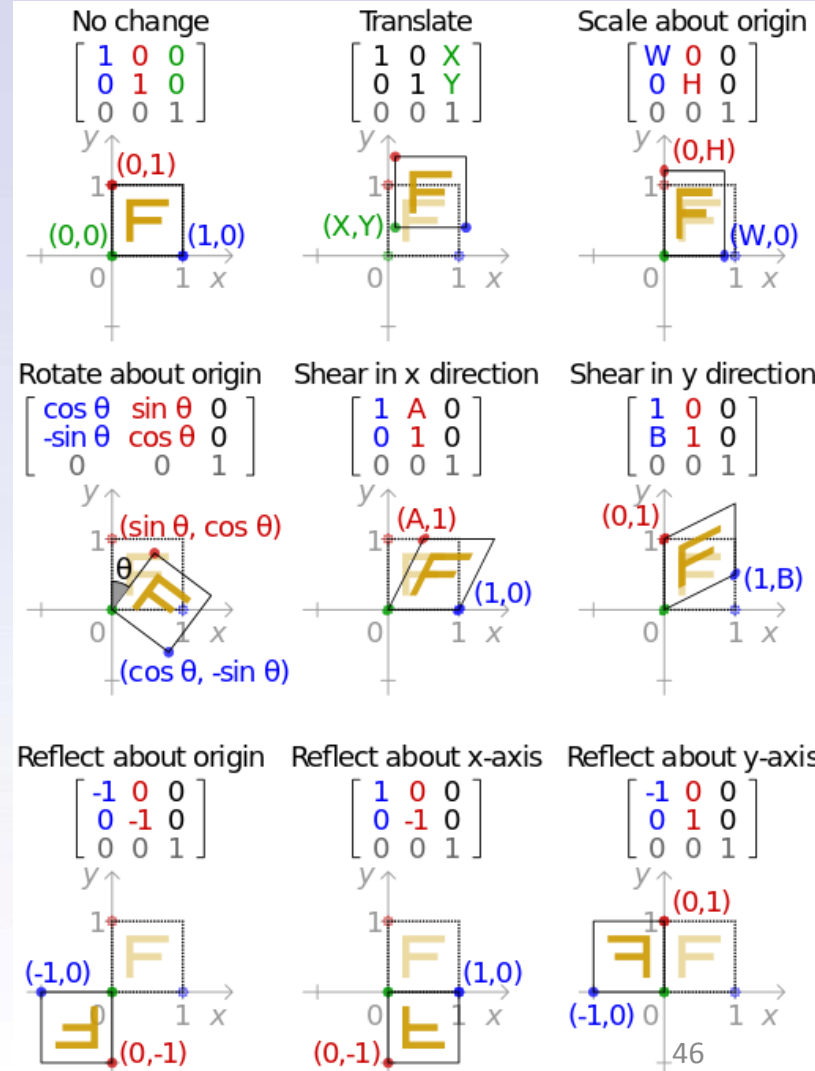 No change
1 0 0
0 1 0
0 0 1
y
(0,1)
1
F
(0,0)
(1,0)
0
1
x
Translate
1 0 X
0 1 Y
0 0 1
y
1
F
F
(X,Y)
0
1
x
Scale about origin
W 0 0
0 H 0
0 0 1
y
(0,H)
1
F
F
(W,0)
0
1
x
Rotate about origin
cos θ sin θ 0
-sin θ cos θ 0
0 0 1
y
(sin θ, cos θ)
1
θ
F
F
0
1
x
(cos θ, -sin θ)
Shear in x direction
1 A 0
0 1 0
0 0 1
y
(A,1)
1
F
F
(1,0)
0
1
x
Shear in y direction
1 0 0
B 1 0
0 0 1
y
(0,1)
1
F
F
(1,B)
0
1
x
Reflect about origin
-1 0 0
0 -1 0
0 0 1
y
1
F
(-1,0)
0
1
x
F
(0,-1)
Reflect about x-axis
1 0 0
0 -1 0
0 0 1
y
1
F
(1,0)
0
1
x
F
(0,-1)
Reflect about y-axis
-1 0 0
0 1 0
0 0 1
y
(0,1)
1
F
F
(-1,0)
0
1
x
46